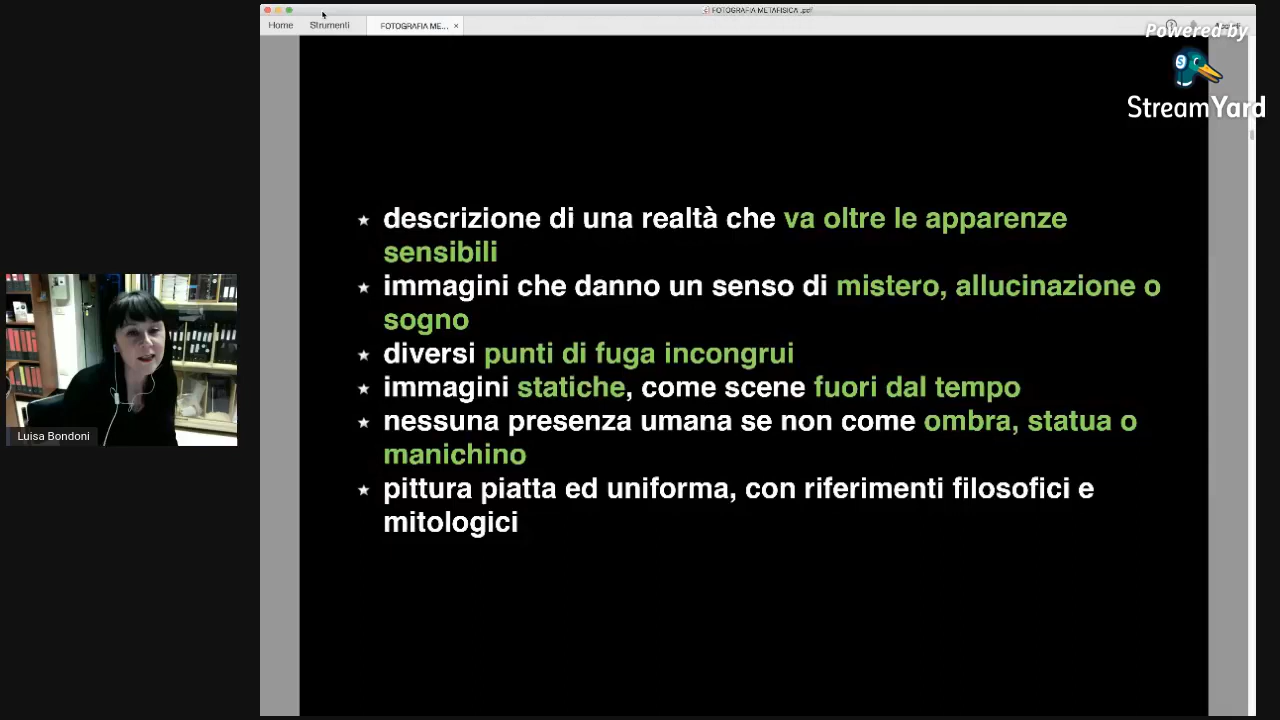 FOTOGRAFIA METAFISICA .pdf
Home
Strumenti
FOTOGRAFIA ME...
Powered by
StreamYard
descrizione di una realtà che va oltre le apparenze
sensibili
immagini che danno un senso di mistero, allucinazione o
sogno
diversi punti di fuga incongrui
immagini statiche, come scene fuori dal tempo
nessuna presenza umana se non come ombra, statua o
manichino
pittura piatta ed uniforma, con riferimenti filosofici e
mitologici
Luisa Bondoni